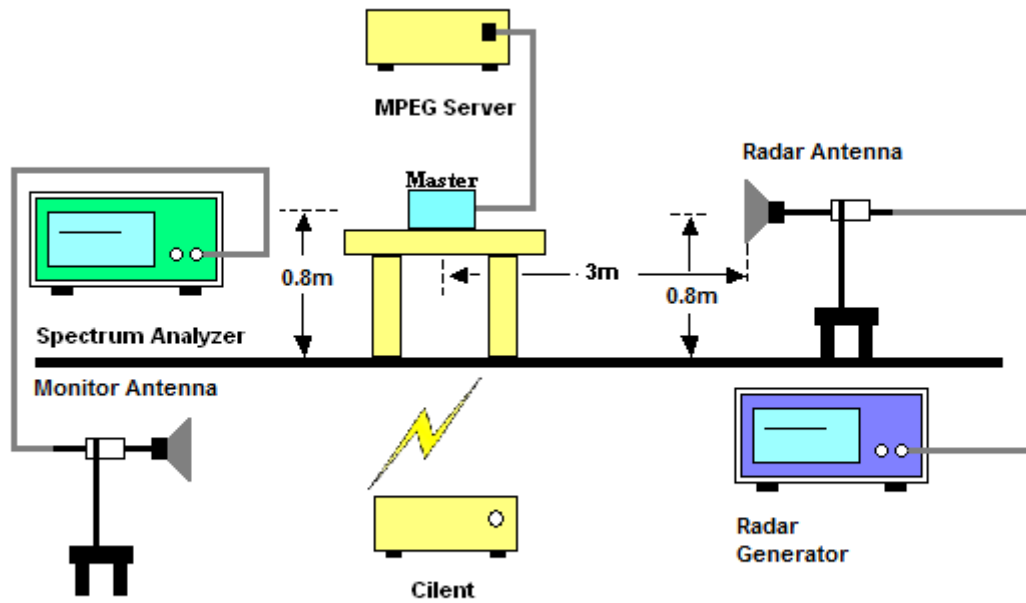 MPEG Server
Radar Antenna
Master
0.8m
3m
0.8m
Spectrum Analyzer
Monitor Antenna
Radar
Generator
Cilent